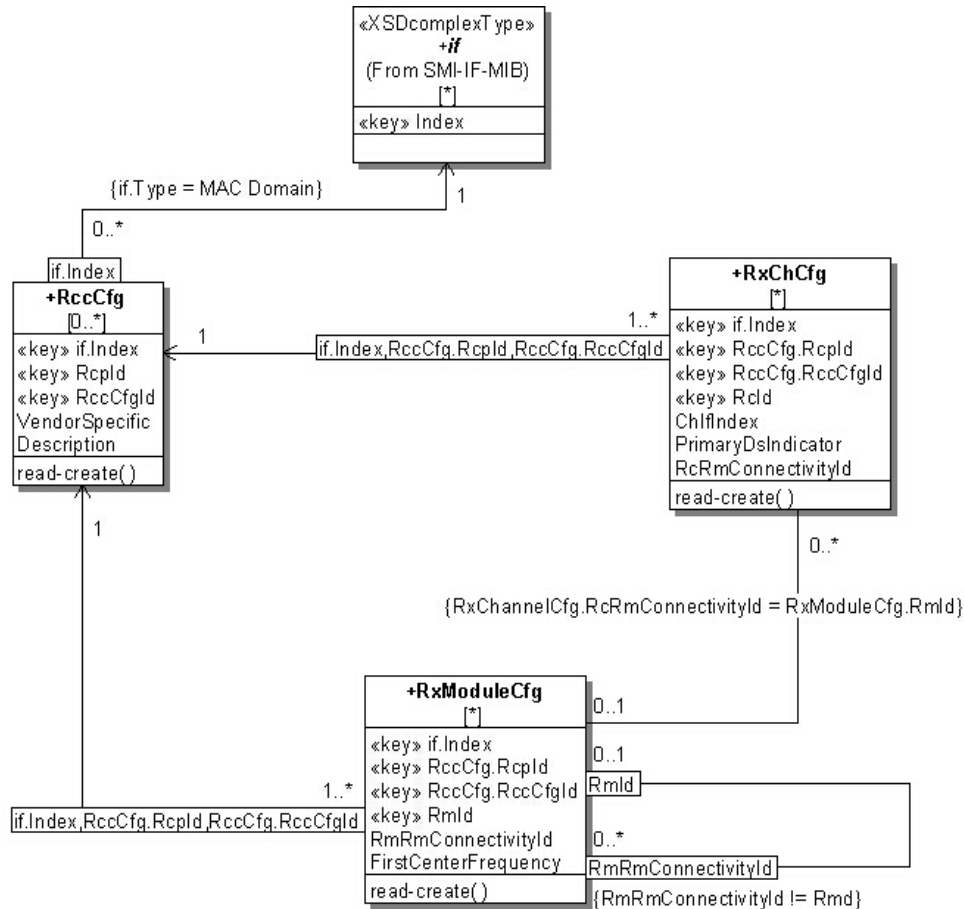 «XSDcomplexType»
+if
(From SMI-IF-MIB)
[*]
«key» Index
{if.Type = MAC Domain}
1
0..*
if.Index
+RccCfg
[0..*]
«key» if.Index
«key» RcpId
«key» RccCfgId
VendorSpecific
Description
read-create()
1
1..*
if.Index,RccCfg.RcpId,RccCfg.RccCfgId
+RxChCfg
[*]
«key» if.Index
«key» RccCfg.RcpId
«key» RccCfg.RccCfgId
«key» RcId
ChIfIndex
PrimaryDsIndicator
RcRmConnectivityId
read-create()
1
0..*
{RxChannelCfg.RcRmConnectivityId = RxModuleCfg.RmId}
+RxModuleCfg
[*]
«key» if.Index
«key» RccCfg.RcpId
«key» RccCfg.RccCfgId
«key» RmId
RmRmConnectivityId
FirstCenterFrequency
read-create()
0..1
0..1
RmId
1..*
if.Index,RccCfg.RcpId,RccCfg.RccCfgId
0..*
RmRmConnectivityId
{RmRmConnectivityId != Rmd}